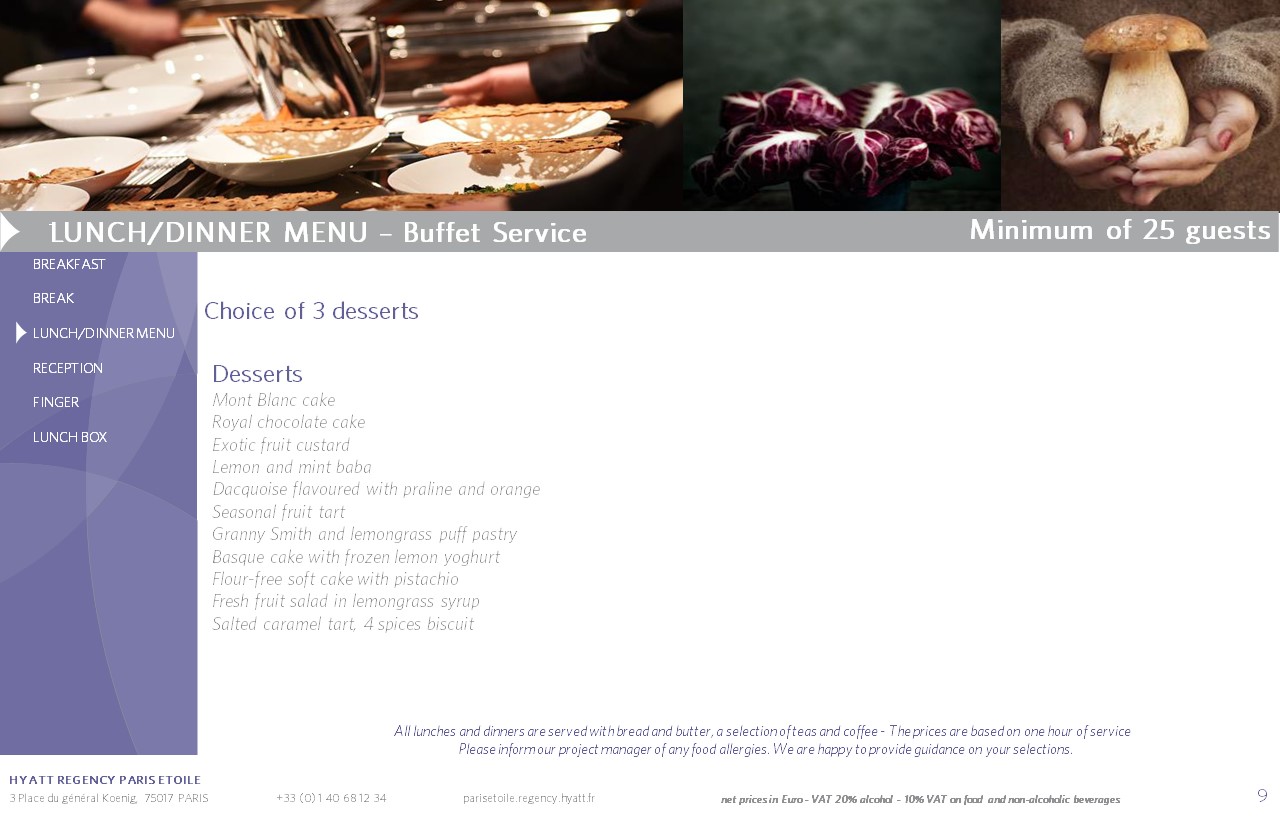 LUNCH/DINNER MENU – Buffet Service
Minimum of 25 guests
BREAKFAST
BREAK
LUNCH/DINNER MENU
RECEPTION
FINGER
LUNCH BOX
Choice of 3 desserts
Desserts
Mont Blanc cake
Royal chocolate cake
Exotic fruit custard
Lemon and mint baba
Dacquoise flavoured with praline and orange
Seasonal fruit tart
Granny Smith and lemongrass puff pastry
Basque cake with frozen lemon yoghurt
Flour-free soft cake with pistachio
Fresh fruit salad in lemongrass syrup
Salted caramel tart, 4 spices biscuit
All lunches and dinners are served with bread and butter, a selection of teas and coffee - The prices are based on one hour of service
Please inform our project manager of any food allergies. We are happy to provide guidance on your selections.
HYATT REGENCY PARIS ETOILE
3 Place du général Koenig, 75017 PARIS
+33 (0) 1 40 68 12 34
parisetoile.regency.hyatt.fr
net prices in Euro - VAT 20% alcohol - 10% VAT on food and non-alcoholic beverages
9